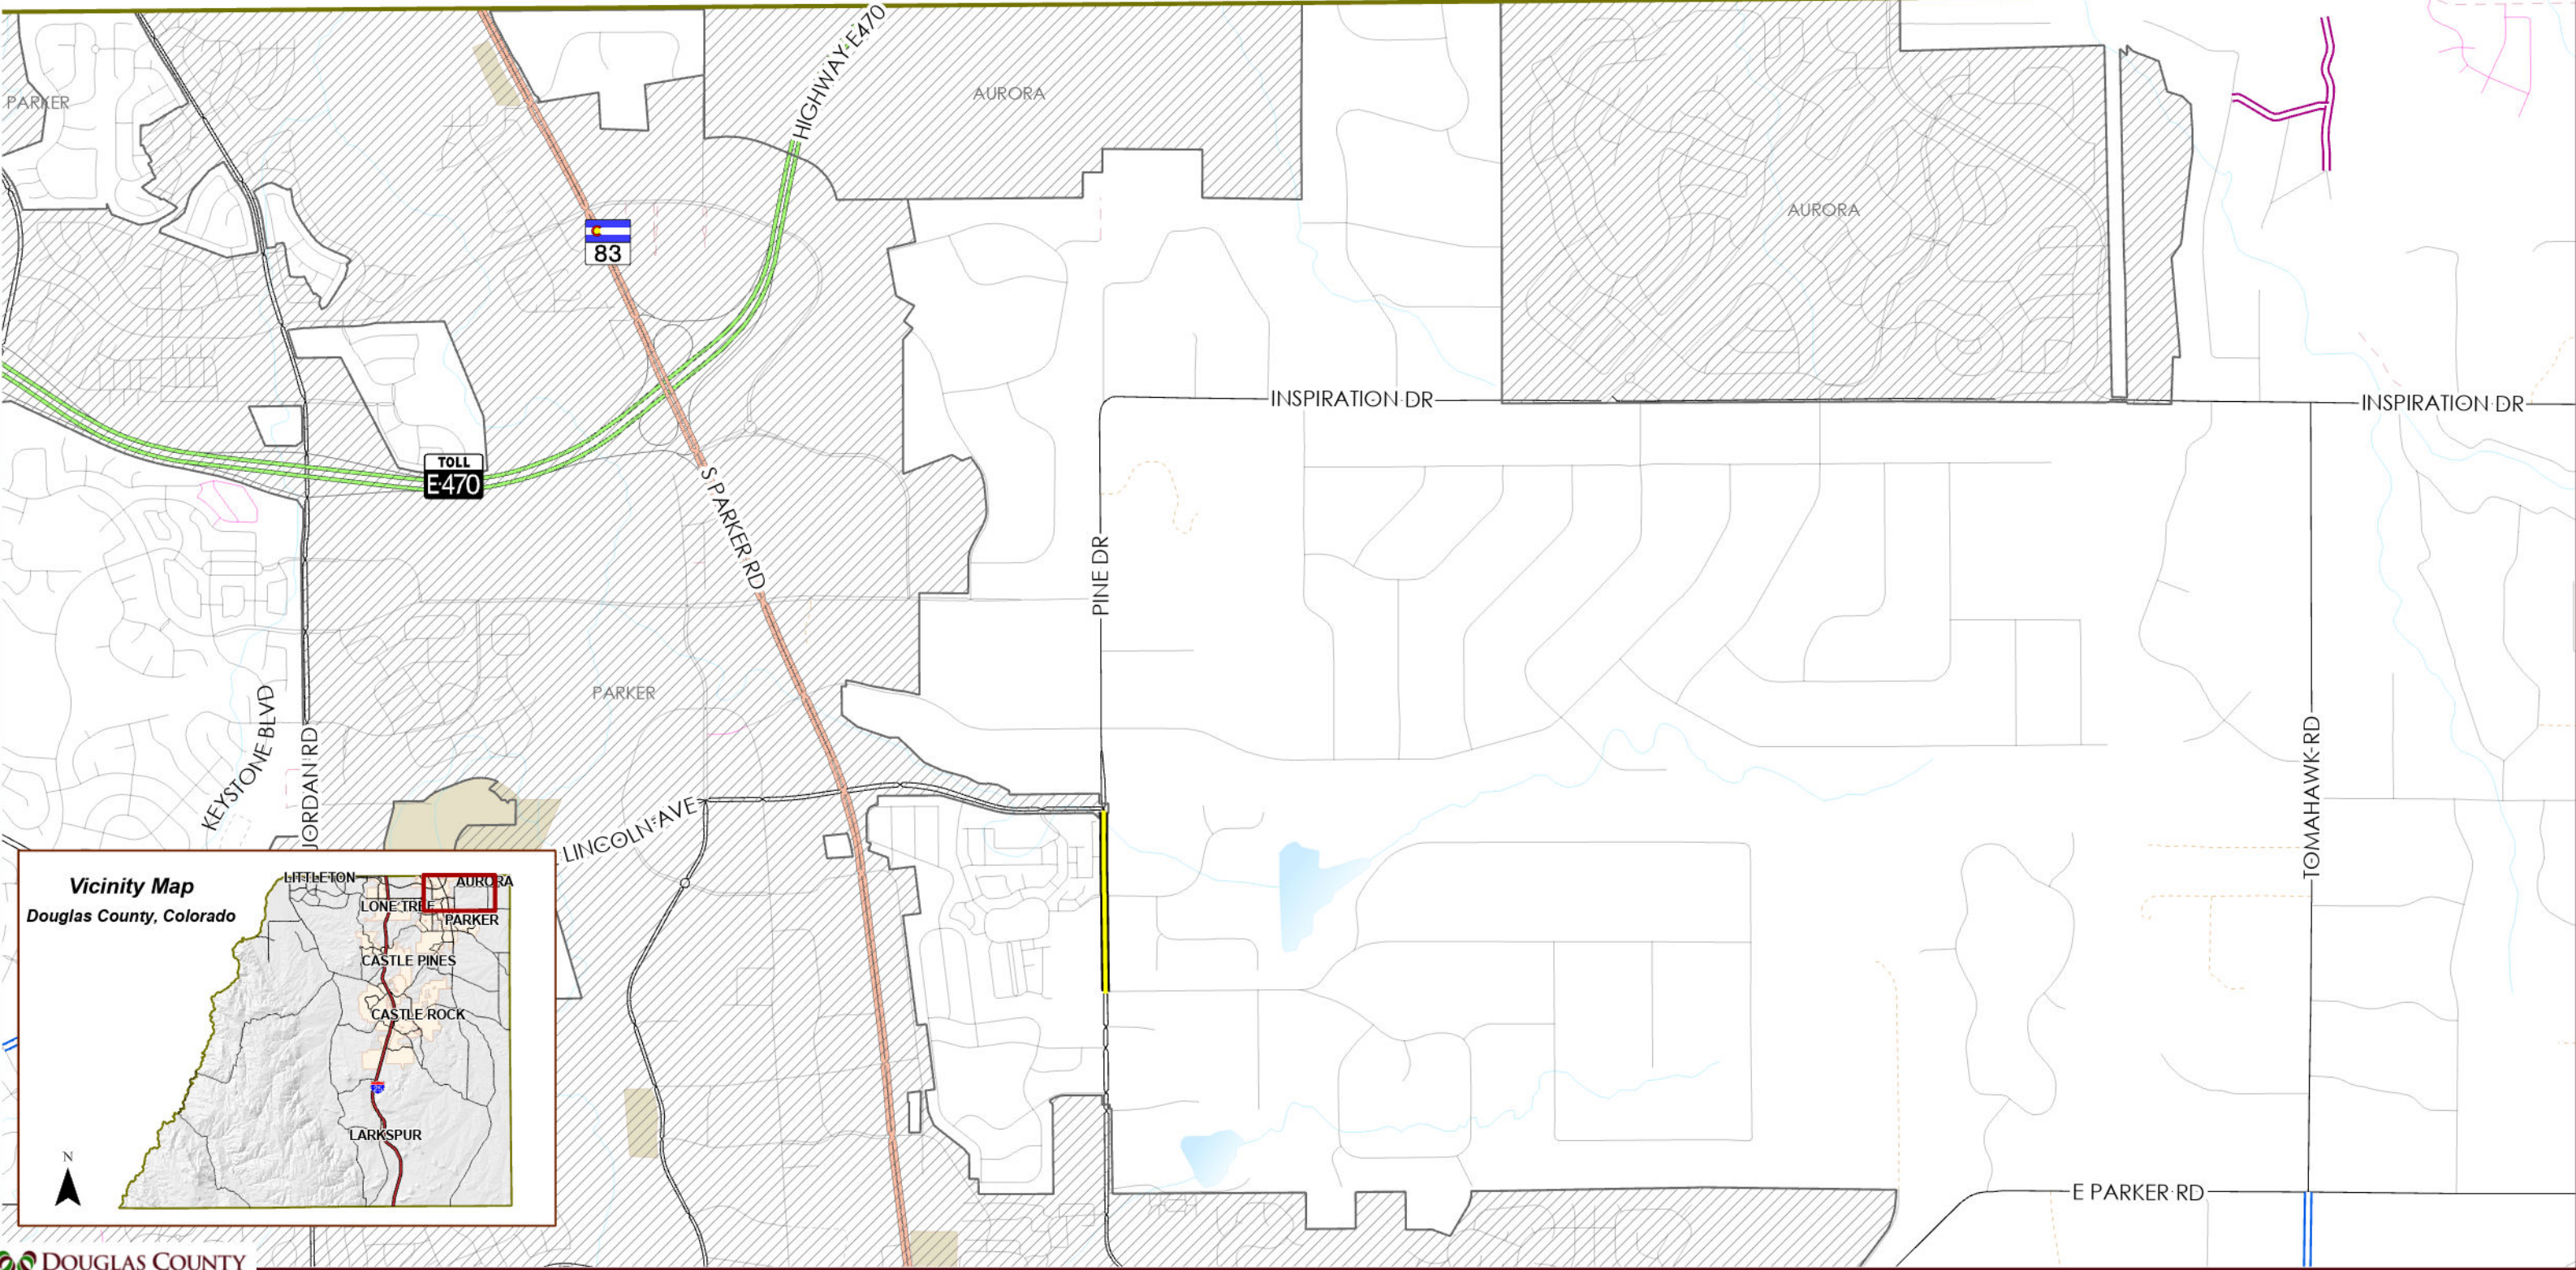 HIGHWAY E470
PARKER
AURORA
AURORA
83
INSPIRATION DR
INSPIRATION DR
TOLL
E-470
S PARKER RD
PINE DR
PARKER
KEYSTONE BLVD
JORDAN RD
TOMAHAWK RD
LINCOLN AVE
Vicinity Map
Douglas County, Colorado
LITTLETON
AURORA
LONE TREE
PARKER
CASTLE PINES
CASTLE ROCK
LARKSPUR
N
E PARKER RD
DOUGLAS COUNTY